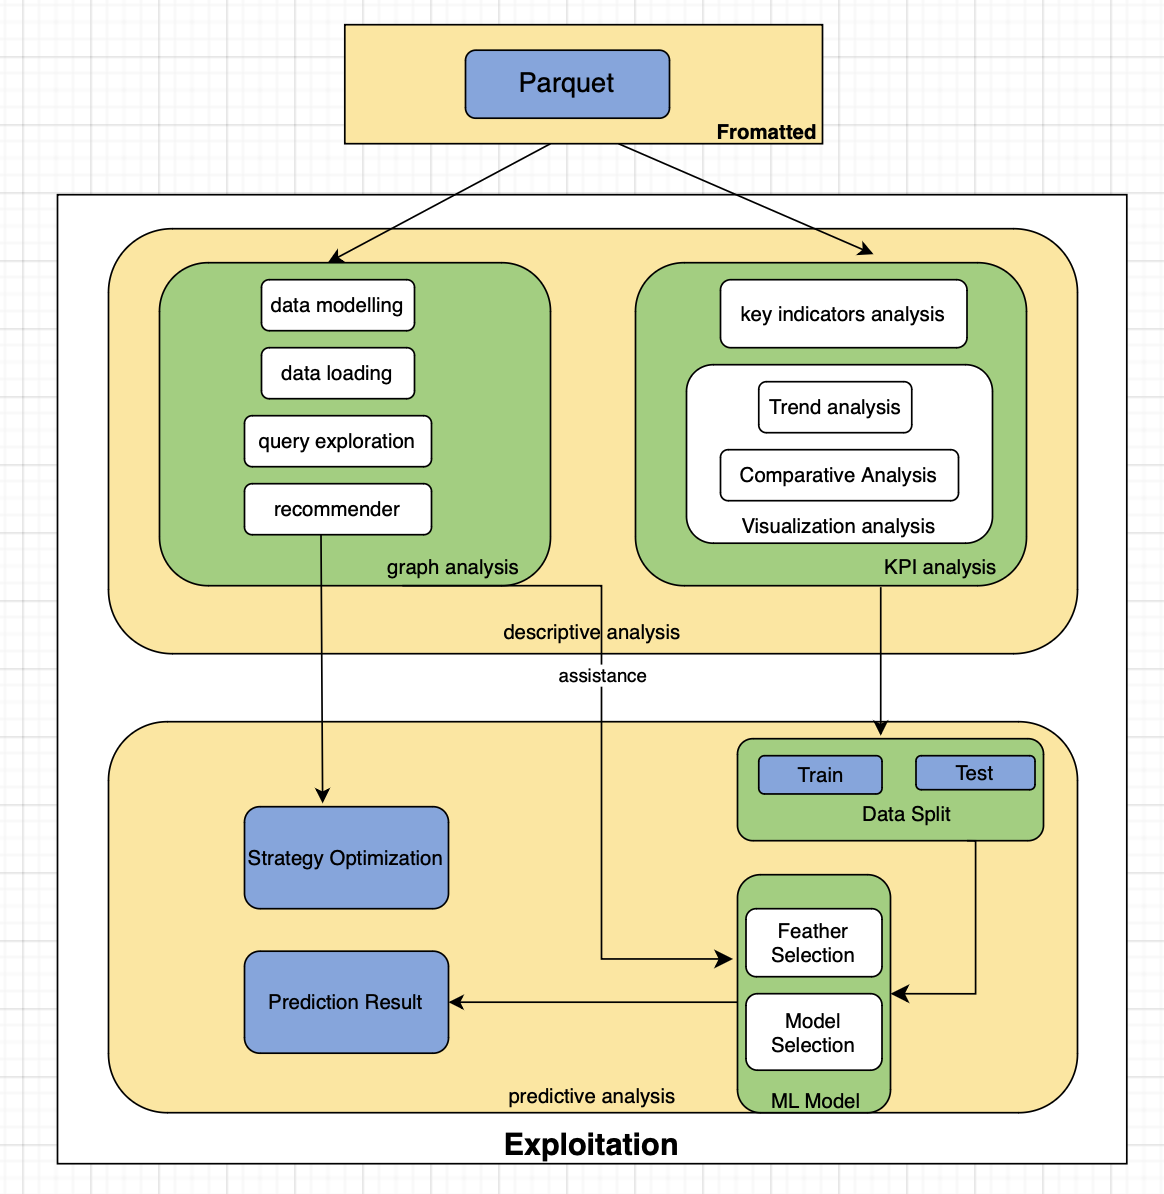 Parquet
Fromatted
data modelling
data loading
query exploration
recommender
graph analysis
key indicators analysis
Trend analysis
Comparative Analysis
Visualization analysis
KPI analysis
descriptive analysis
assistance
Train
Test
Data Split
Strategy Optimization
Feather
Selection
Prediction Result
Model
Selection
ML Model
predictive analysis
Exploitation